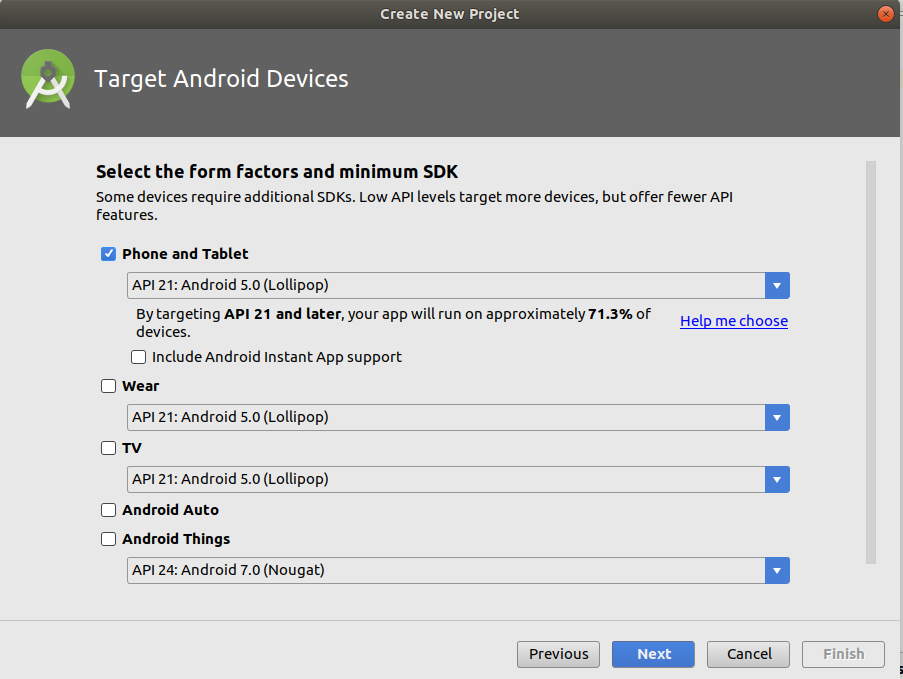 Create New Project
Target Android Devices
Select the form factors and minimum SDK
Some devices require additional SDKs. Low API levels target more devices, but offer fewer API
features.
Phone and Tablet
API 21: Android 5.0 (Lollipop)
By targeting API 21 and later, your app will run on approximately 71.3% of
devices.
Help me choose
Include Android Instant App support
Wear
API 21: Android 5.0 (Lollipop)
TV
API 21: Android 5.0 (Lollipop)
Android Auto
Android Things
API 24: Android 7.0 (Nougat)
Previous
Next
Cancel
Finish